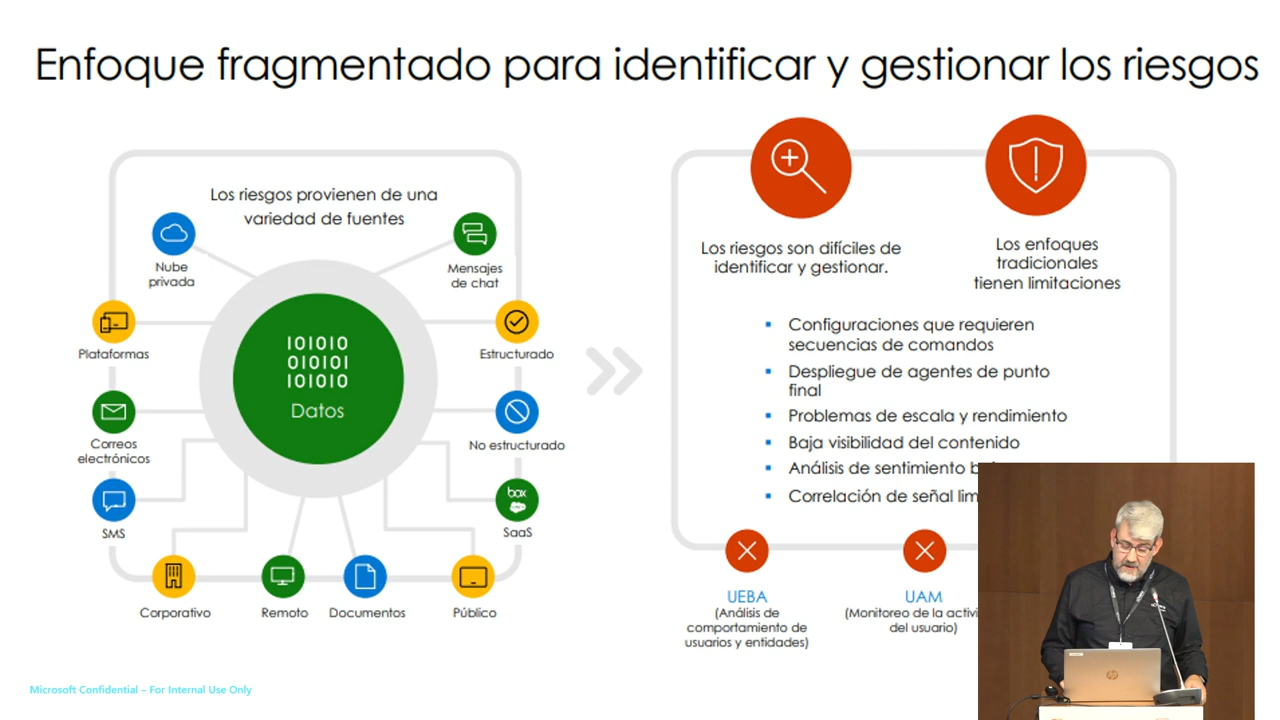 Enfoque fragmentado para identificar y gestionar los riesgos
Los riesgos provienen de una
variedad de fuentes
Nube
privada
Mensajes
de chat
Plataformas
Estructurado
101010
010101
101010
Datos
Correos
electrónicos
No estructurado
SMS
box
SaaS
Corporativo
Remoto
Documentos
Público
Los riesgos son difíciles de
identificar y gestionar.
Los enfoques
tradicionales
tienen limitaciones
Configuraciones que requieren
secuencias de comandos
Despliegue de agentes de punto
final
Problemas de escala y rendimiento
Baja visibilidad del contenido
Análisis de sentimiento
Correlación de señal
UEBA
(Análisis de
comportamiento de
usuarios y entidades)
UAM
(Monitoreo de la
del usuario)
Microsoft Confidential – For Internal Use Only